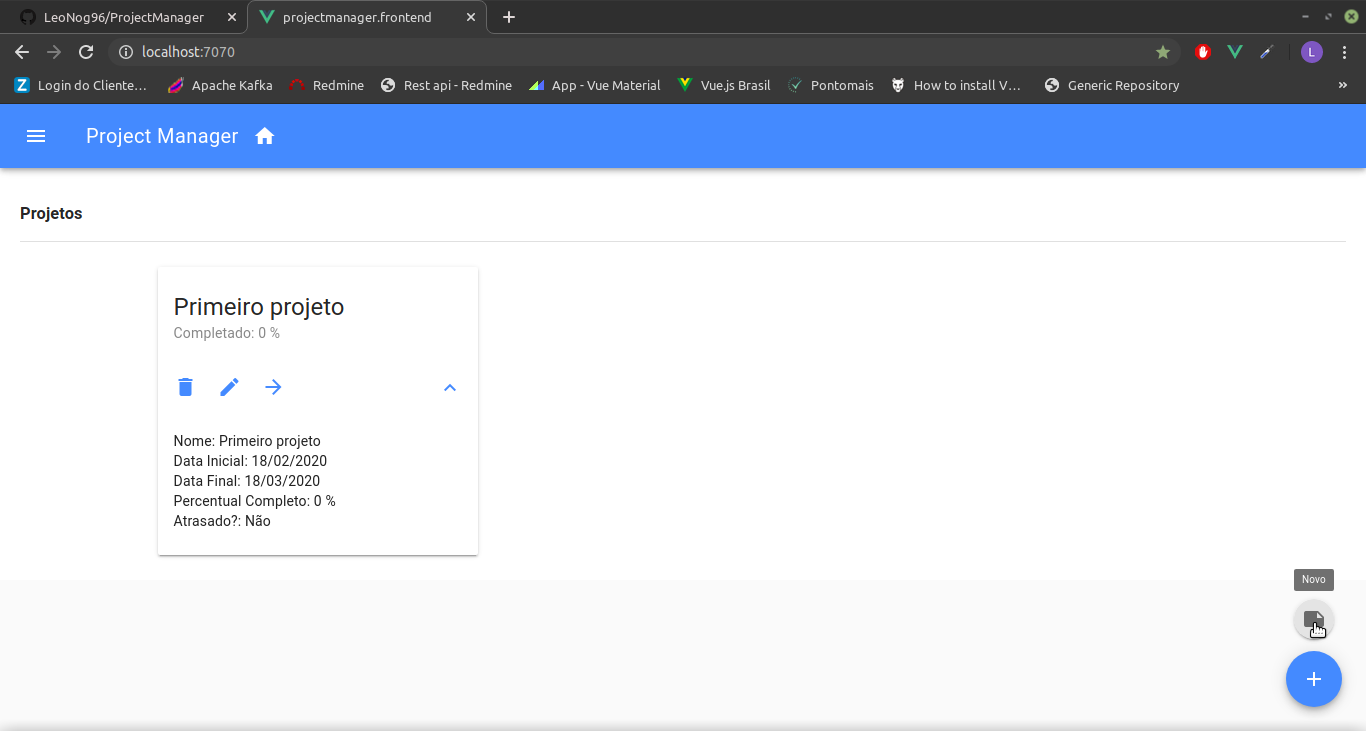 LeoNog96/ProjectManager
projectmanager.frontend
localhost:7070
L
Z Login do Cliente…
Apache Kafka
Redmine
Rest api - Redmine
App - Vue Material
Vue.js Brasil
Pontomais
How to install V…
Generic Repository
»
Project Manager
Projetos
Primeiro projeto
Completado: 0 %
Nome: Primeiro projeto
Data Inicial: 18/02/2020
Data Final: 18/03/2020
Percentual Completo: 0 %
Atrasado?: Não
Novo